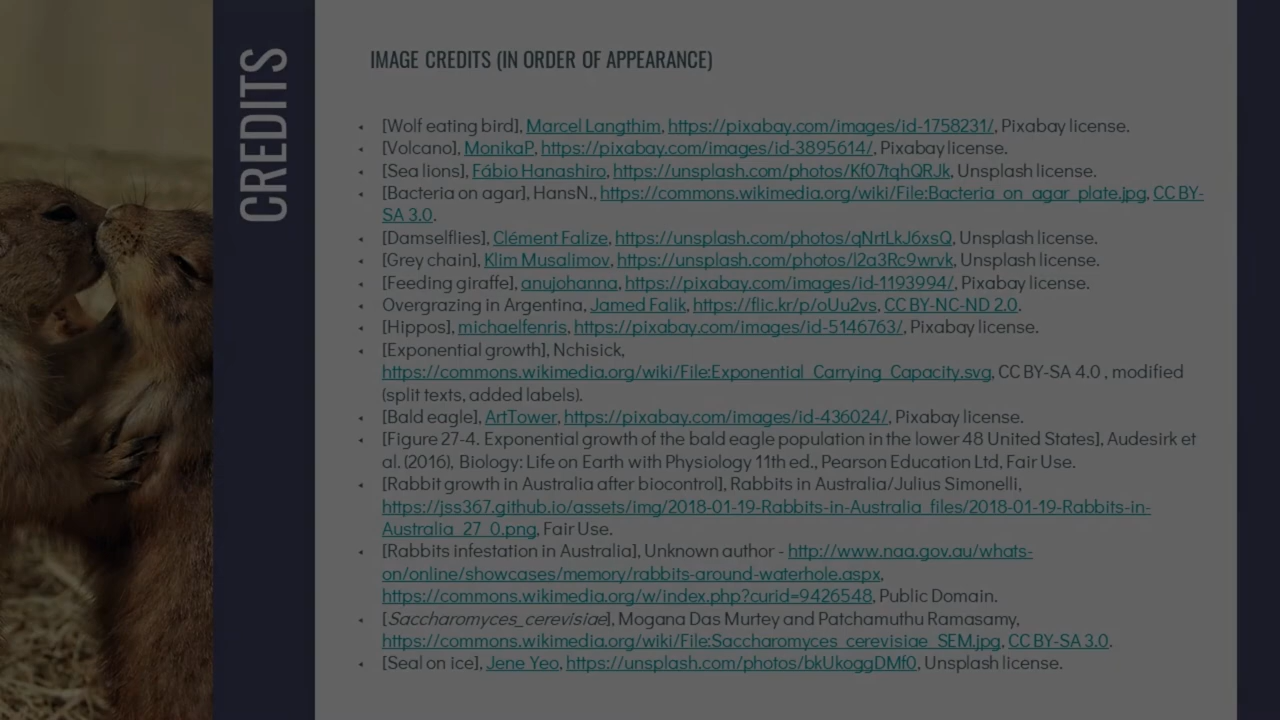 CREDITS
IMAGE CREDITS (IN ORDER OF APPEARANCE)
[Wolf eating bird], Marcel Langthim, https://pixabay.com/images/id-1758231/, Pixabay license.
[Volcano], MonikaP, https://pixabay.com/images/id-3895614/, Pixabay license.
[Sea lions], Fábio Hanashiro, https://unsplash.com/photos/Kf07tqhQRJk, Unsplash license.
[Bacteria on agar], HansN., https://commons.wikimedia.org/wiki/File:Bacteria_on_agar_plate.jpg, CC BY-
SA 3.0.
[Damselflies], Clément Falize, https://unsplash.com/photos/qNrtLkJ6xsQ, Unsplash license.
[Grey chain], Klim Musalimov, https://unsplash.com/photos/l2a3Rc9wrvk, Unsplash license.
[Feeding giraffe], anujohanna, https://pixabay.com/images/id-1193994/, Pixabay license.
Overgrazing in Argentina, Jamed Falik, https://flic.kr/p/oUu2vs, CC BY-NC-ND 2.0.
[Hippos], michaelfenris, https://pixabay.com/images/id-5146763/, Pixabay license.
[Exponential growth], Nchisick,
https://commons.wikimedia.org/wiki/File:Exponential_Carrying_Capacity.svg, CC BY-SA 4.0 , modified
(split texts, added labels).
[Bald eagle], ArtTower, https://pixabay.com/images/id-436024/, Pixabay license.
[Figure 27-4. Exponential growth of the bald eagle population in the lower 48 United States], Audesirk et
al. (2016), Biology: Life on Earth with Physiology 11th ed., Pearson Education Ltd, Fair Use.
[Rabbit growth in Australia after biocontrol], Rabbits in Australia/Julius Simonelli,
https://jss367.github.io/assets/img/2018-01-19-Rabbits-in-Australia_files/2018-01-19-Rabbits-in-
Australia_27_0.png, Fair Use.
[Rabbits infestation in Australia], Unknown author - http://www.naa.gov.au/whats-
on/online/showcases/memory/rabbits-around-waterhole.aspx,
https://commons.wikimedia.org/w/index.php?curid=9426548, Public Domain.
[Saccharomyces_cerevisiae], Mogana Das Murtey and Patchamuthu Ramasamy,
https://commons.wikimedia.org/wiki/File:Saccharomyces_cerevisiae_SEM.jpg, CC BY-SA 3.0.
[Seal on ice], Jene Yeo, https://unsplash.com/photos/bkUkoggDMf0, Unsplash license.